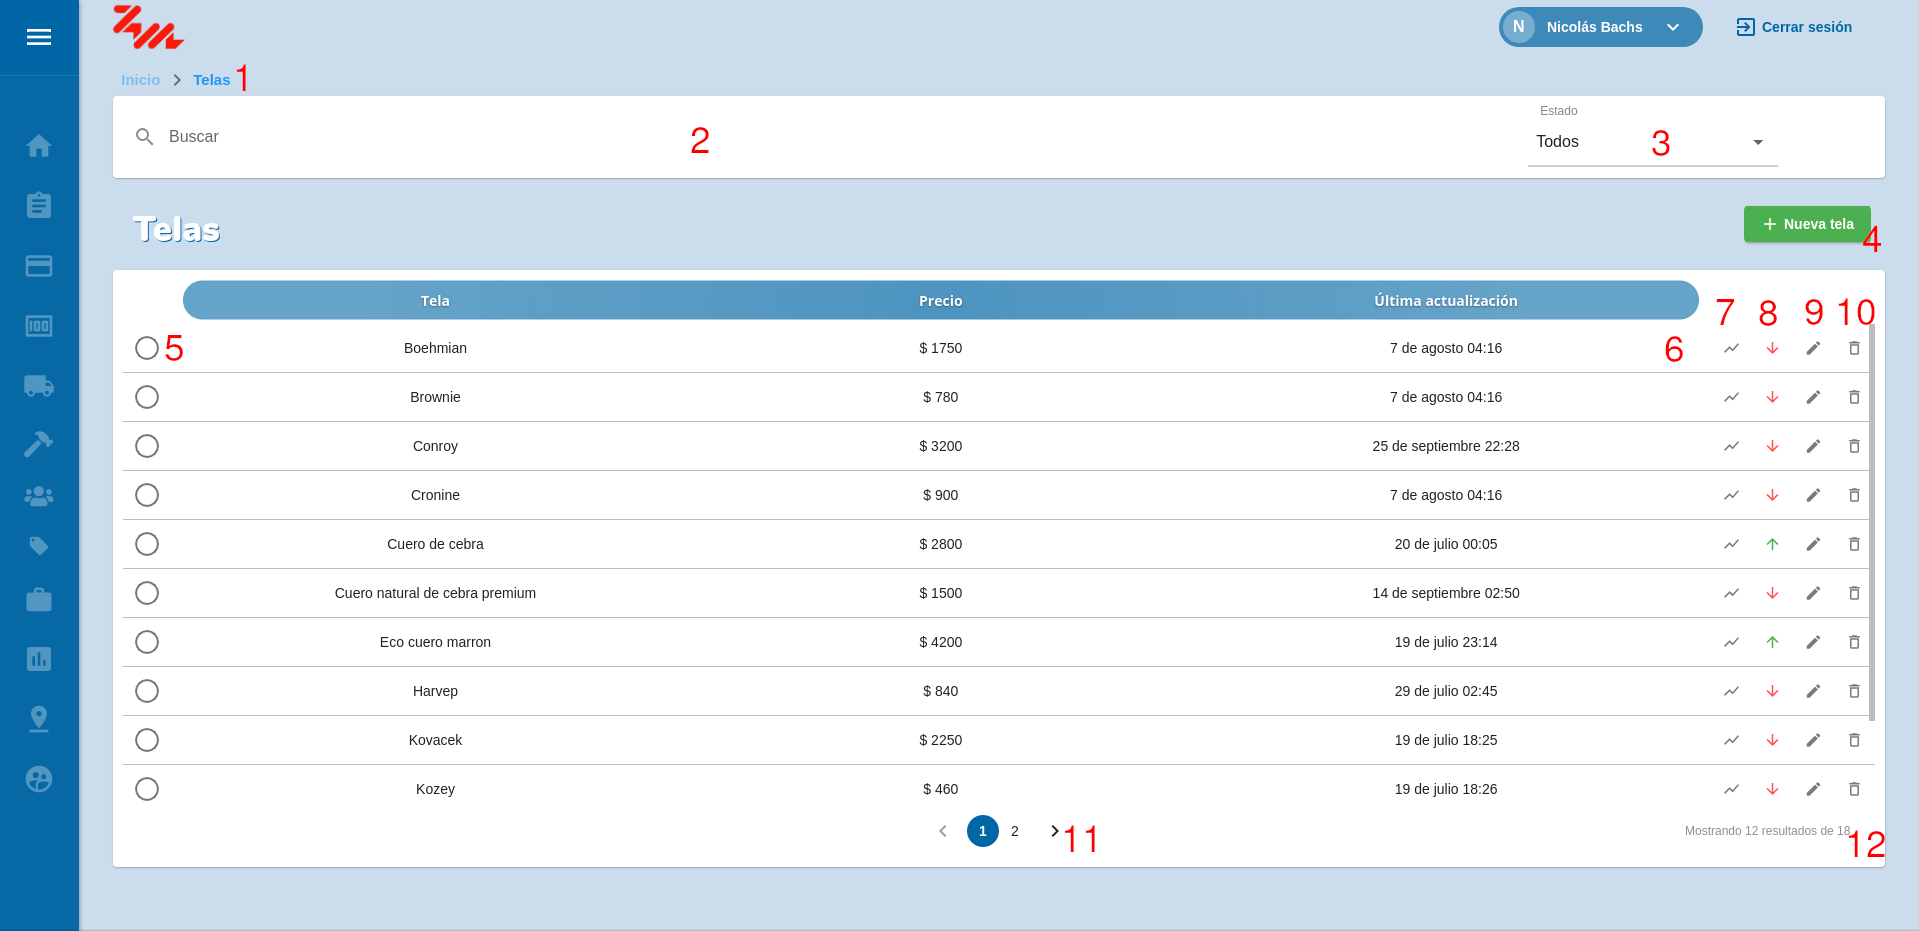 N Nicolás Bachs Cerrar sesión
Inicio > Telas 1
Buscar 2
Estado
Todos 3
Telas
+ Nueva tela 4
Tela Precio Última actualización 7 8 9 10
5 Boehmian $ 1750 7 de agosto 04:16 6
Brownie $ 780 7 de agosto 04:16
Conroy $ 3200 25 de septiembre 22:28
Cronine $ 900 7 de agosto 04:16
Cuero de cebra $ 2800 20 de julio 00:05
Cuero natural de cebra premium $ 1500 14 de septiembre 02:50
Eco cuero marron $ 4200 19 de julio 23:14
Harvep $ 840 29 de julio 02:45
Kovacek $ 2250 19 de julio 18:25
Kozey $ 460 19 de julio 18:26
1 2 11 Mostrando 12 resultados de 18 12